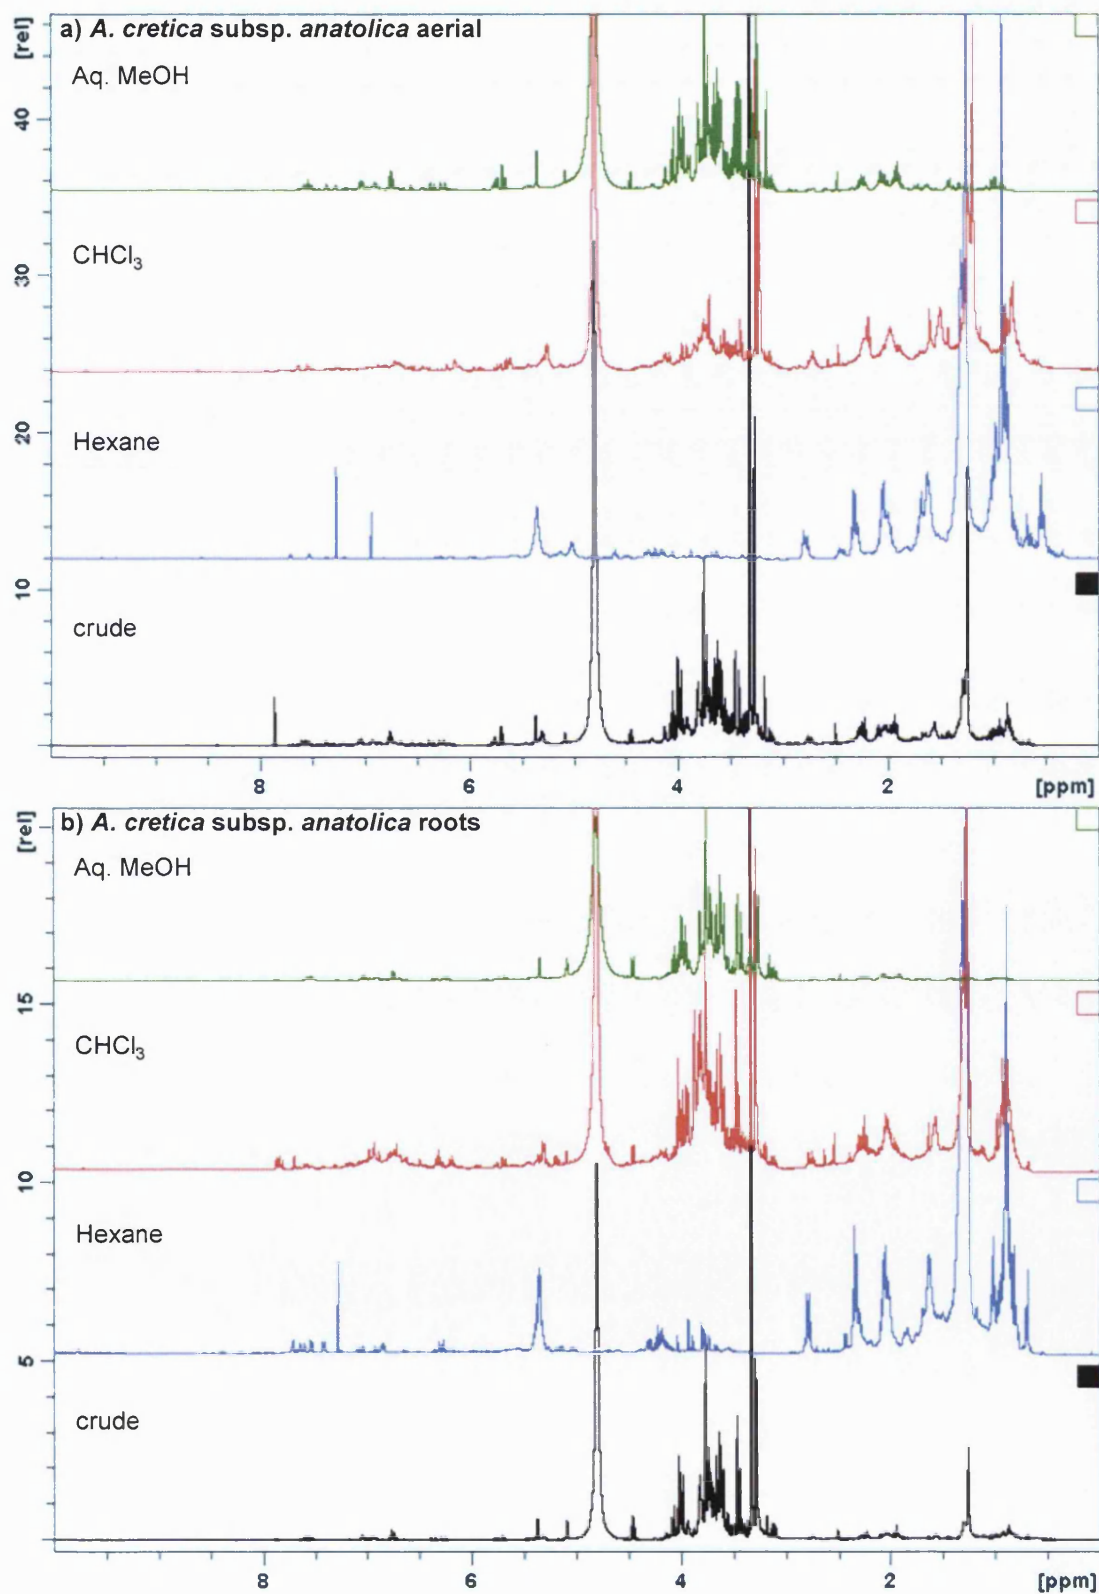 a) A. cretica subsp. anatolica aerial
[rel]
Aq. MeOH
40
CHCl₃
30
Hexane
20
10
crude
8 6 4 2 [ppm]
b) A. cretica subsp. anatolica roots
[rel]
Aq. MeOH
15
CHCl₃
10
Hexane
5
crude
8 6 4 2 [ppm]